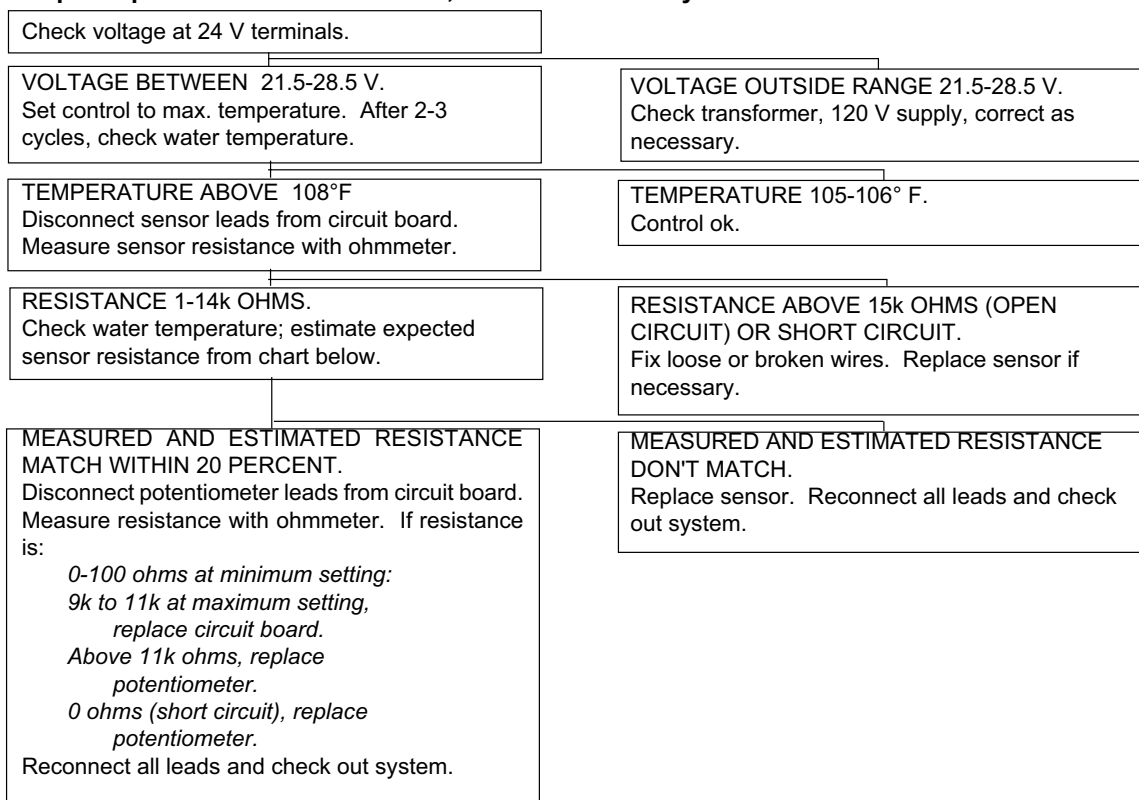 Check voltage at 24 V terminals.
VOLTAGE BETWEEN 21.5-28.5 V.
Set control to max. temperature. After 2-3
cycles, check water temperature.
VOLTAGE OUTSIDE RANGE 21.5-28.5 V.
Check transformer, 120 V supply, correct as
necessary.
TEMPERATURE ABOVE 108°F
Disconnect sensor leads from circuit board.
Measure sensor resistance with ohmmeter.
TEMPERATURE 105-106° F.
Control ok.
RESISTANCE 1-14k OHMS.
Check water temperature; estimate expected
sensor resistance from chart below.
RESISTANCE ABOVE 15k OHMS (OPEN
CIRCUIT) OR SHORT CIRCUIT.
Fix loose or broken wires. Replace sensor if
necessary.
MEASURED AND ESTIMATED RESISTANCE
MATCH WITHIN 20 PERCENT.
Disconnect potentiometer leads from circuit board.
Measure resistance with ohmmeter. If resistance
is:
0-100 ohms at minimum setting:
9k to 11k at maximum setting,
replace circuit board.
Above 11k ohms, replace
potentiometer.
0 ohms (short circuit), replace
potentiometer.
Reconnect all leads and check out system.
MEASURED AND ESTIMATED RESISTANCE
DON'T MATCH.
Replace sensor. Reconnect all leads and check
out system.